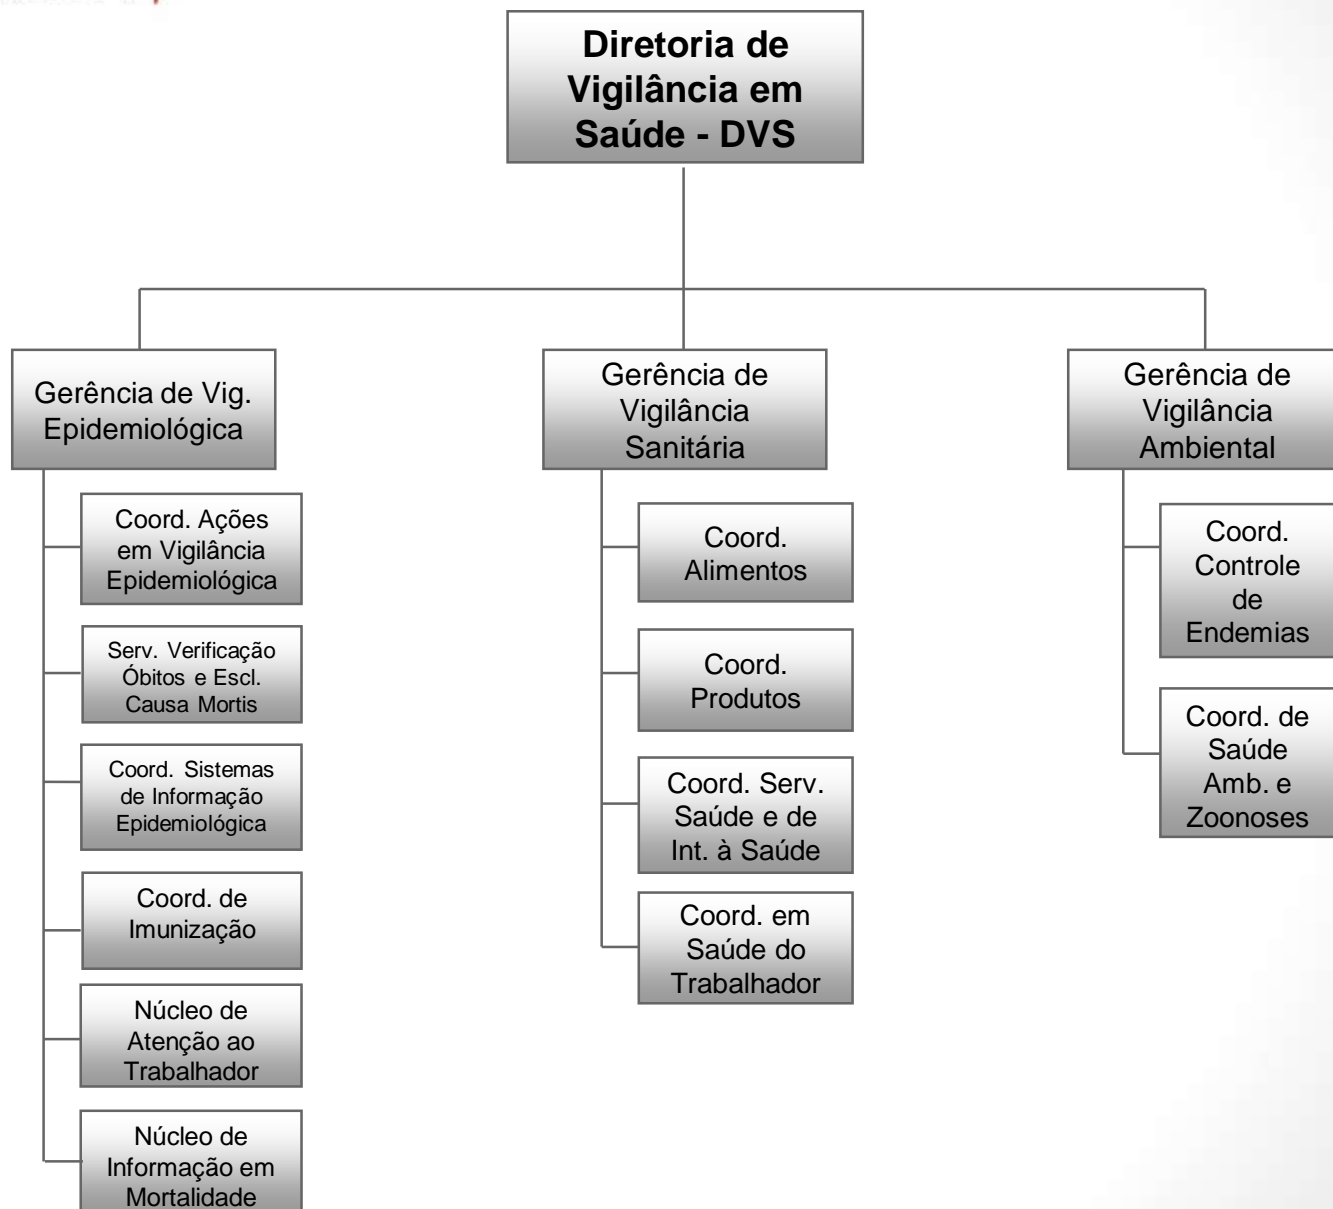 Diretoria de
Vigilância em
Saúde - DVS
Gerência de Vig.
Epidemiológica
Coord. Ações
em Vigilância
Epidemiológica
Serv. Verificação
Óbitos e Escl.
Causa Mortis
Coord. Sistemas
de Informação
Epidemiológica
Coord. de
Imunização
Núcleo de
Atenção ao
Trabalhador
Núcleo de
Informação em
Mortalidade
Gerência de
Vigilância
Sanitária
Coord.
Alimentos
Coord.
Produtos
Coord. Serv.
Saúde e de
Int. à Saúde
Coord. em
Saúde do
Trabalhador
Gerência de
Vigilância
Ambiental
Coord.
Controle
de
Endemias
Coord. de
Saúde
Amb. e
Zoonoses